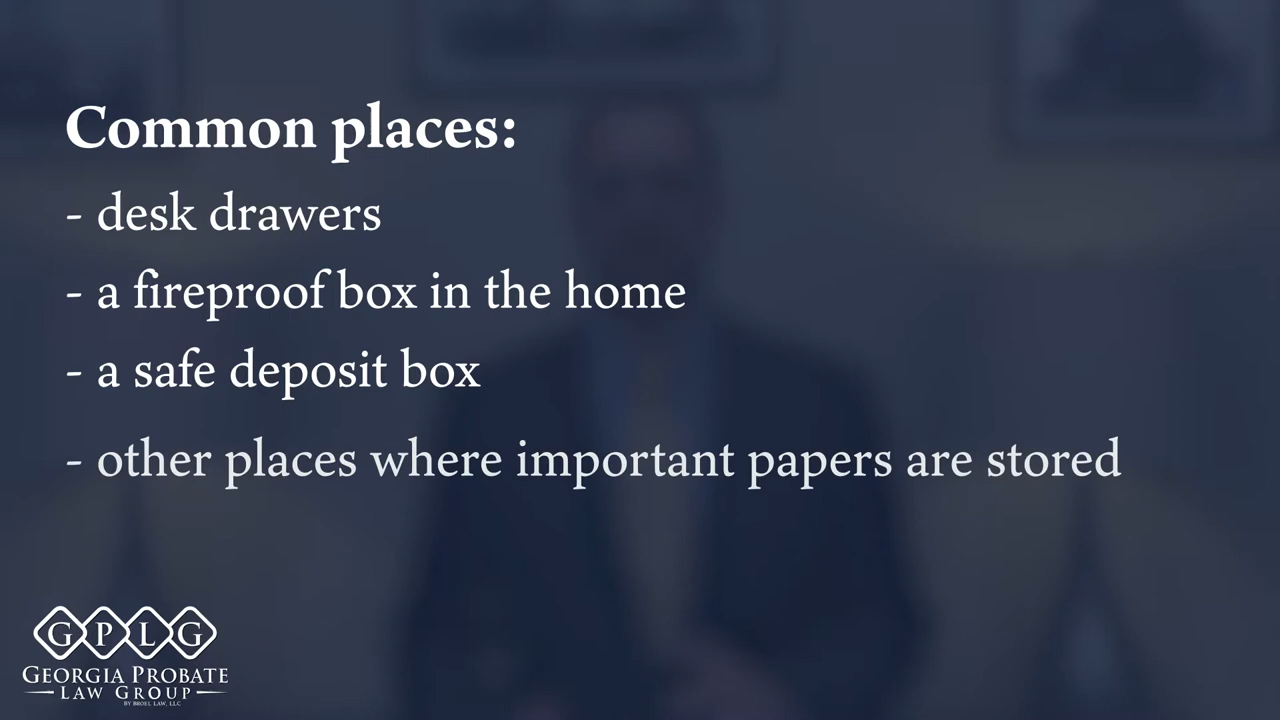 Common places:
- desk drawers
- a fireproof box in the home
- a safe deposit box
- other places where important papers are stored
GPLG
GEORGIA PROBATE
LAW GROUP
BY BROEL LAW, LLC